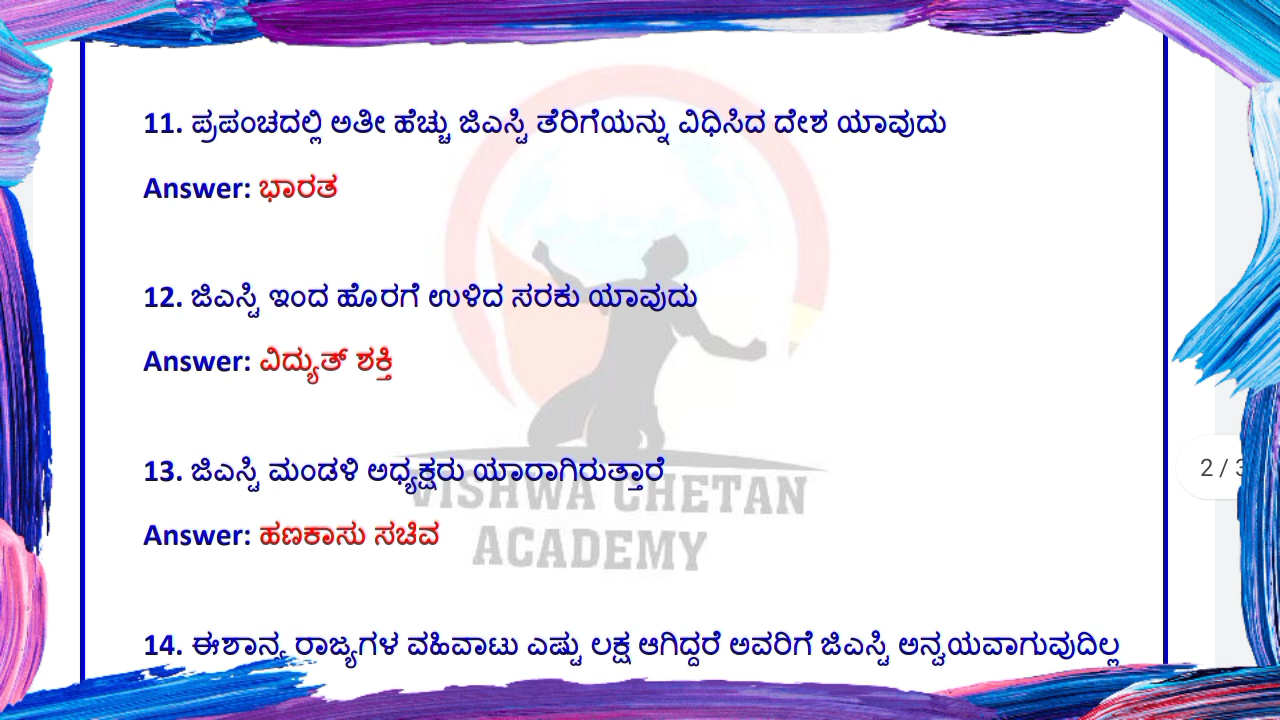 11. ಪ್ರಪಂಚದಲ್ಲಿ ಅತೀ ಹೆಚ್ಚು ಜಿಎಸ್ಟಿ ತೆರಿಗೆಯನ್ನು ವಿಧಿಸಿದ ದೇಶ ಯಾವುದು
Answer: ಭಾರತ
12. ಜಿಎಸ್ಟಿ ಇಂದ ಹೊರಗೆ ಉಳಿದ ಸರಕು ಯಾವುದು
Answer: ವಿದ್ಯುತ್ ಶಕ್ತಿ
13. ಜಿಎಸ್ಟಿ ಮಂಡಳಿ ಅಧ್ಯಕ್ಷರು ಯಾರಾಗಿರುತ್ತಾರೆ
VISHWA CHETAN
Answer: ಹಣಕಾಸು ಸಚಿವ
ACADEMY
2 / 3
14. ಈಶಾನ್ಯ ರಾಜ್ಯಗಳ ವಹಿವಾಟು ಎಷ್ಟು ಲಕ್ಷ ಆಗಿದ್ದರೆ ಅವರಿಗೆ ಜಿಎಸ್ಟಿ ಅನ್ವಯವಾಗುವುದಿಲ್ಲ